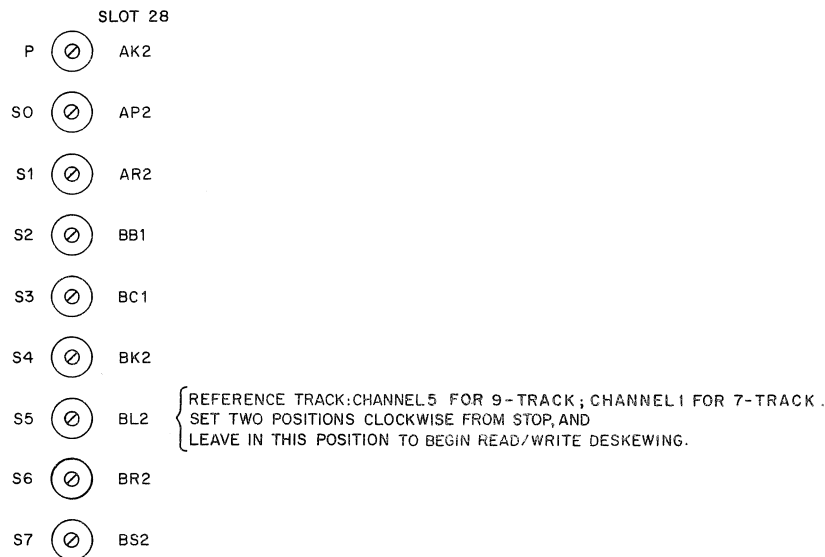 SLOT 28
P AK2
S0 AP2
S1 AR2
S2 BB1
S3 BC1
S4 BK2
REFERENCE TRACK:CHANNEL 5 FOR 9-TRACK; CHANNEL 1 FOR 7-TRACK.
S5 BL2 SET TWO POSITIONS CLOCKWISE FROM STOP, AND
LEAVE IN THIS POSITION TO BEGIN READ/WRITE DESKEWING.
S6 BR2
S7 BS2